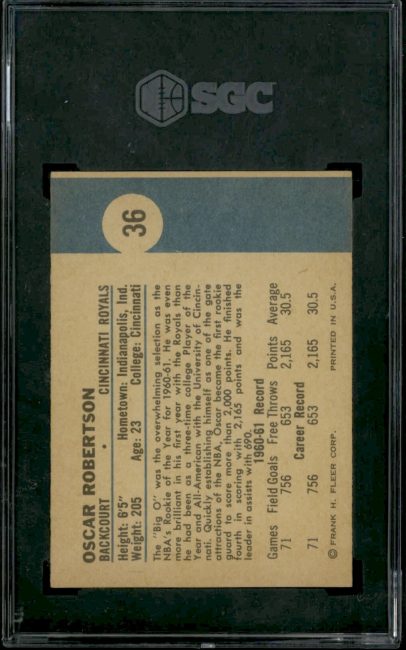 SGC
36
OSCAR ROBERTSON
BACKCOURT • CINCINNATI ROYALS
Height: 6'5" Hometown: Indianapolis, Ind.
Weight: 205 Age: 23 College: Cincinnati
The "Big O" was the overwhelming selection as the
NBA's Rookie of the Year for 1960-61. He was even
more brilliant in his first year with the Royals than
he had been as a three-time college Player of the
Year and All-American with the University of Cincin-
nati. Quickly establishing himself as one of the gate
attractions of the NBA, Oscar became the first rookie
guard to score more than 2,000 points. He finished
fourth in scoring with 2,165 points and was the
leader in assists with 690.
1960-61 Record
Games Field Goals Free Throws Points Average
71 756 653 2,165 30.5
Career Record
71 756 653 2,165 30.5
© FRANK H. FLEER CORP. PRINTED IN U.S.A.